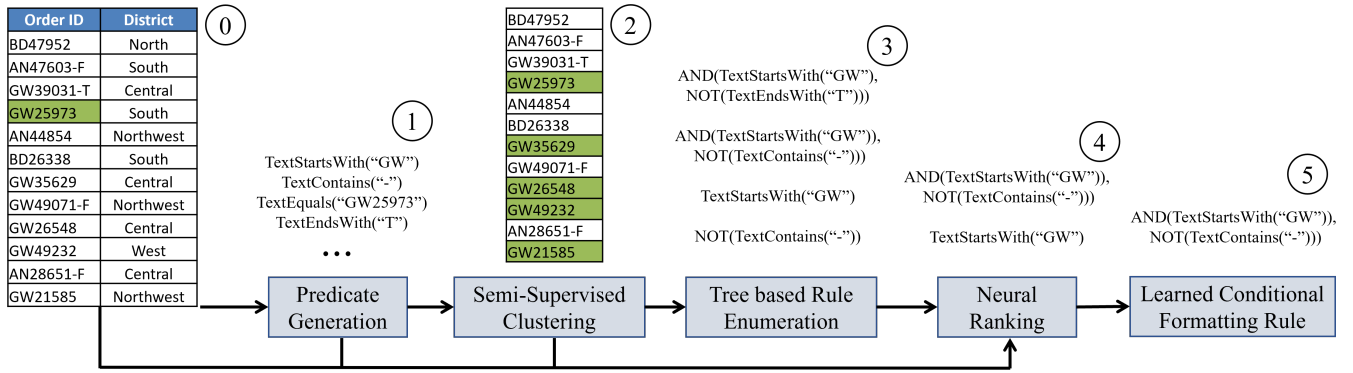 Order ID District
BD47952 North
AN47603-F South
GW39031-T Central
GW25973 South
AN44854 Northwest
BD26338 South
GW35629 Central
GW49071-F Northwest
GW26548 Central
GW49232 West
AN28651-F Central
GW21585 Northwest
0
1
TextStartsWith(“GW”)
TextContains(“-”)
TextEquals(“GW25973”)
TextEndsWith(“T”)
...
BD47952
AN47603-F
GW39031-T
GW25973
AN44854
BD26338
GW35629
GW49071-F
GW26548
GW49232
AN28651-F
GW21585
2
3
AND(TextStartsWith(“GW”),
NOT(TextEndsWith(“T”)))
AND(TextStartsWith(“GW”)),
NOT(TextContains(“-”)))
TextStartsWith(“GW”)
NOT(TextContains(“-”))
4
AND(TextStartsWith(“GW”)),
NOT(TextContains(“-”)))
TextStartsWith(“GW”)
5
AND(TextStartsWith(“GW”)),
NOT(TextContains(“-”)))
Predicate
Generation
Semi-Supervised
Clustering
Tree based Rule
Enumeration
Neural
Ranking
Learned Conditional
Formatting Rule